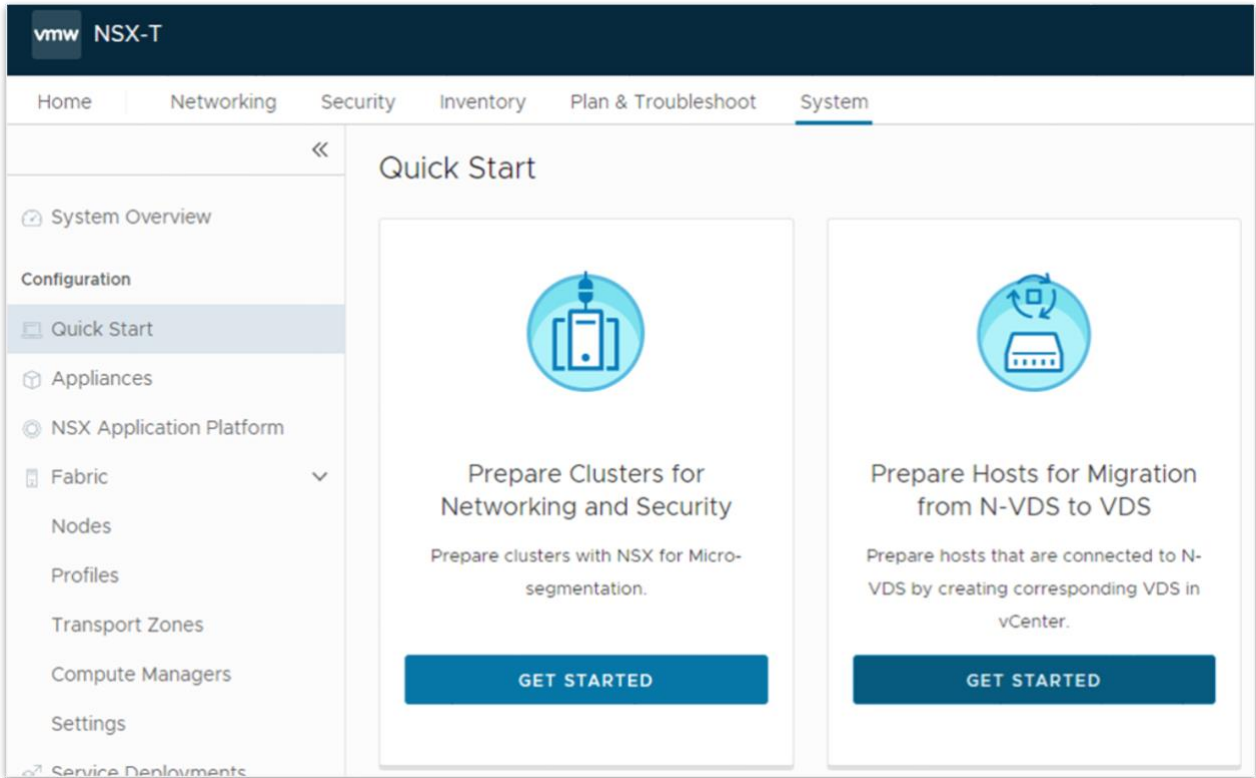 vmw NSX-T
Home Networking Security Inventory Plan & Troubleshoot System
«
Quick Start
System Overview
Configuration
Quick Start
Appliances
NSX Application Platform
Fabric
Nodes
Profiles
Transport Zones
Compute Managers
Settings
Service Deployments
Prepare Clusters for
Networking and Security
Prepare clusters with NSX for Micro-
segmentation.
GET STARTED
Prepare Hosts for Migration
from N-VDS to VDS
Prepare hosts that are connected to N-
VDS by creating corresponding VDS in
vCenter.
GET STARTED